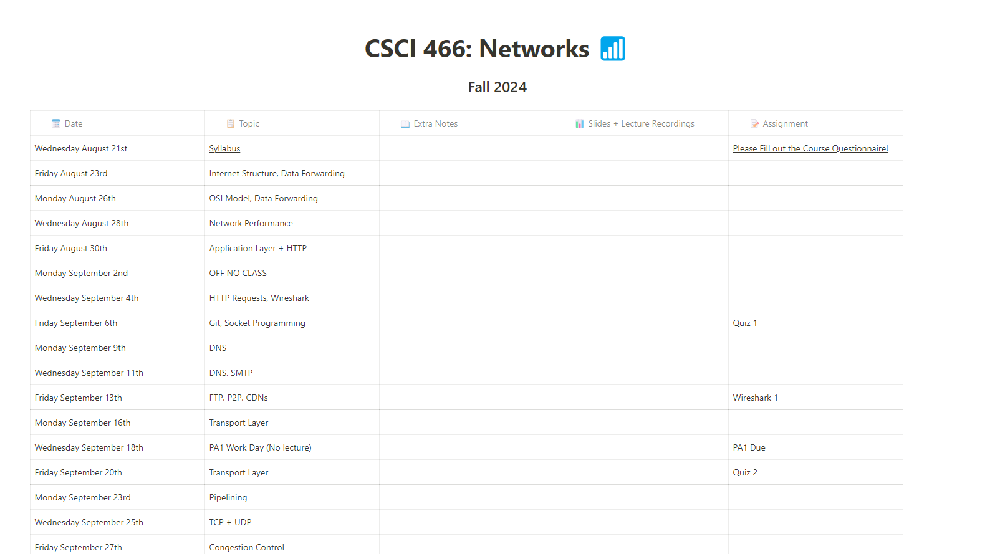 CSCI 466: Networks
Fall 2024
Date Topic Extra Notes Slides + Lecture Recordings Assignment
Wednesday August 21st Syllabus Please Fill out the Course Questionnaire!
Friday August 23rd Internet Structure, Data Forwarding
Monday August 26th OSI Model, Data Forwarding
Wednesday August 28th Network Performance
Friday August 30th Application Layer + HTTP
Monday September 2nd OFF NO CLASS
Wednesday September 4th HTTP Requests, Wireshark
Friday September 6th Git, Socket Programming Quiz 1
Monday September 9th DNS
Wednesday September 11th DNS, SMTP
Friday September 13th FTP, P2P, CDNs Wireshark 1
Monday September 16th Transport Layer
Wednesday September 18th PA1 Work Day (No lecture) PA1 Due
Friday September 20th Transport Layer Quiz 2
Monday September 23rd Pipelining
Wednesday September 25th TCP + UDP
Friday September 27th Congestion Control